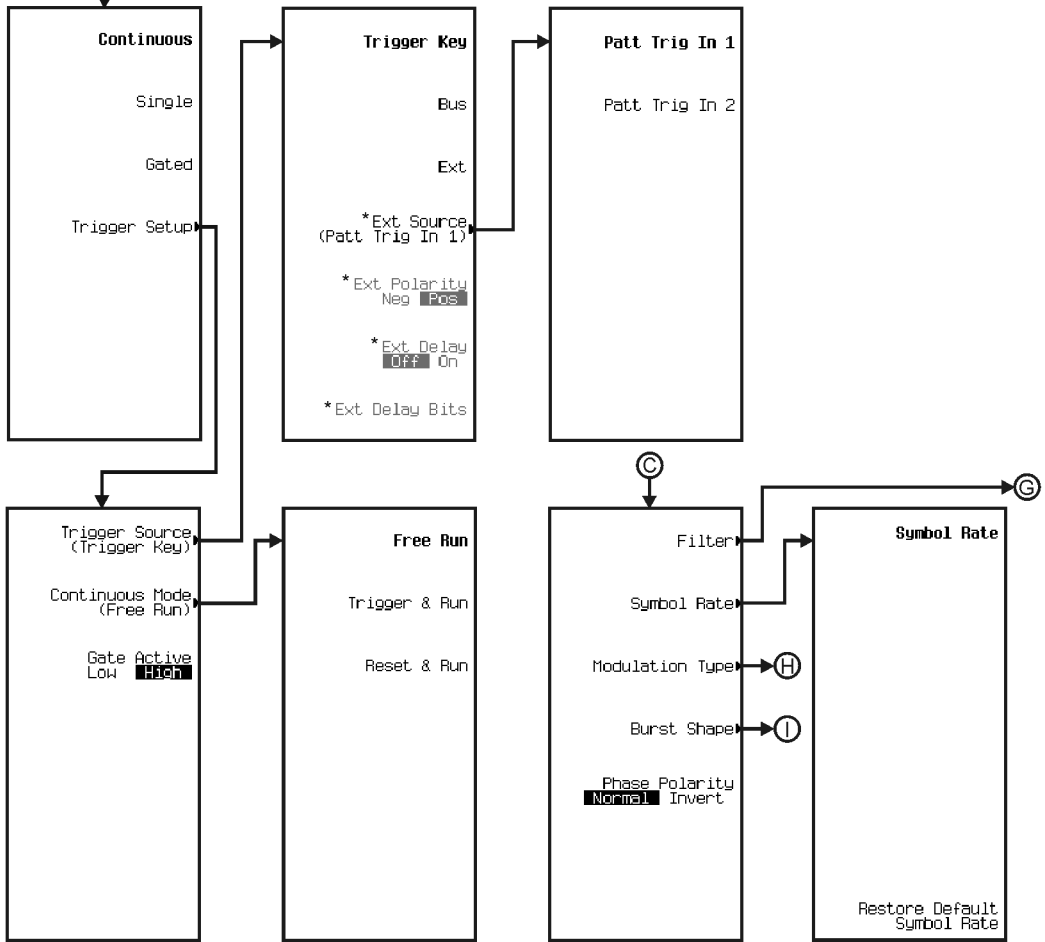 Continuous
Single
Gated
Trigger Setup
Trigger Key
Bus
Ext
*Ext Source
(Patt Trig In 1)
*Ext Polarity
Neg Pos
*Ext Delay
Off On
*Ext Delay Bits
Patt Trig In 1
Patt Trig In 2
Trigger Source
(Trigger Key)
Continuous Mode
(Free Run)
Gate Active
Low High
Free Run
Trigger & Run
Reset & Run
C
Filter
Symbol Rate
Modulation Type
Burst Shape
Phase Polarity
Normal Invert
G
H
I
Symbol Rate
Restore Default
Symbol Rate